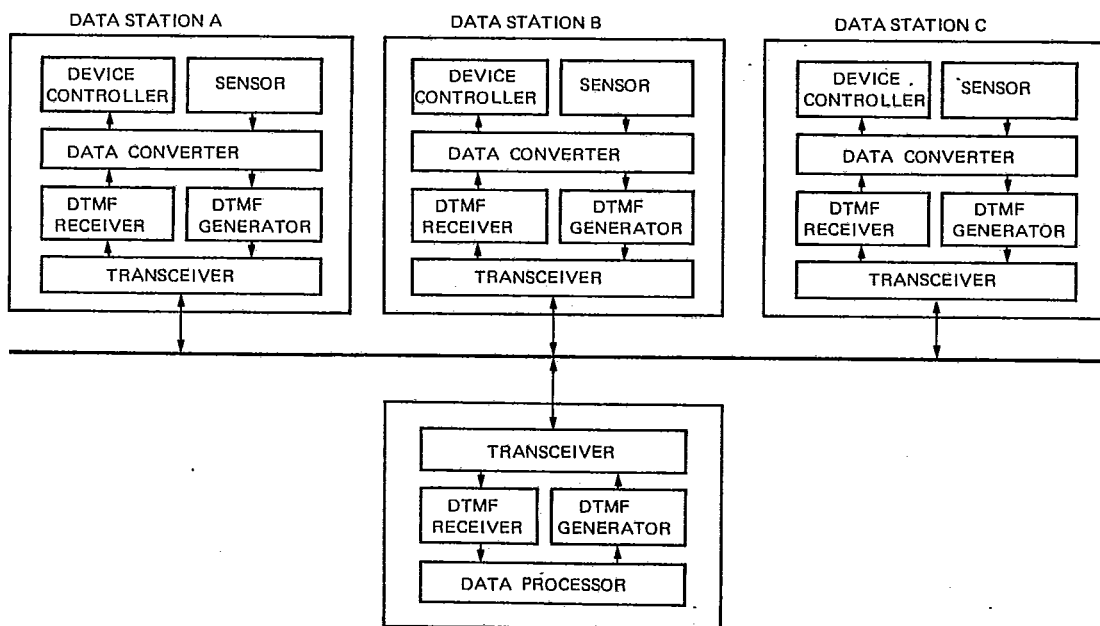 DATA STATION A
DEVICE
CONTROLLER
SENSOR
DATA CONVERTER
DTMF
RECEIVER
DTMF
GENERATOR
TRANSCEIVER
DATA STATION B
DEVICE
CONTROLLER
SENSOR
DATA CONVERTER
DTMF
RECEIVER
DTMF
GENERATOR
TRANSCEIVER
DATA STATION C
DEVICE
CONTROLLER
SENSOR
DATA CONVERTER
DTMF
RECEIVER
DTMF
GENERATOR
TRANSCEIVER
TRANSCEIVER
DTMF
RECEIVER
DTMF
GENERATOR
DATA PROCESSOR